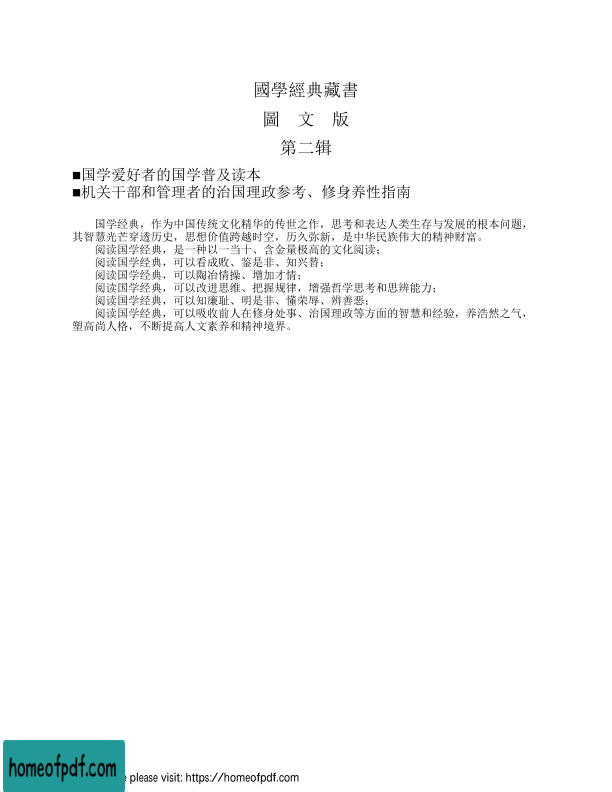 國學經典藏書
圖 文 版
第二辑
■国学爱好者的国学普及读本
■机关干部和管理者的治国理政参考、修身养性指南
国学经典，作为中国传统文化精华的传世之作，思考和表达人类生存与发展的根本问题，
其智慧光芒穿透历史，思想价值跨越时空，历久弥新，是中华民族伟大的精神财富。
阅读国学经典，是一种以一当十、含金量极高的文化阅读；
阅读国学经典，可以看成败、鉴是非、知兴替；
阅读国学经典，可以陶冶情操、增加才情；
阅读国学经典，可以改进思维、把握规律，增强哲学思考和思辨能力；
阅读国学经典，可以知廉耻、明是非、懂荣辱、辨善恶；
阅读国学经典，可以吸收前人在修身处事、治国理政等方面的智慧和经验，养浩然之气，
塑高尚人格，不断提高人文素养和精神境界。
homeofpdf.com
please visit: https://homeofpdf.com